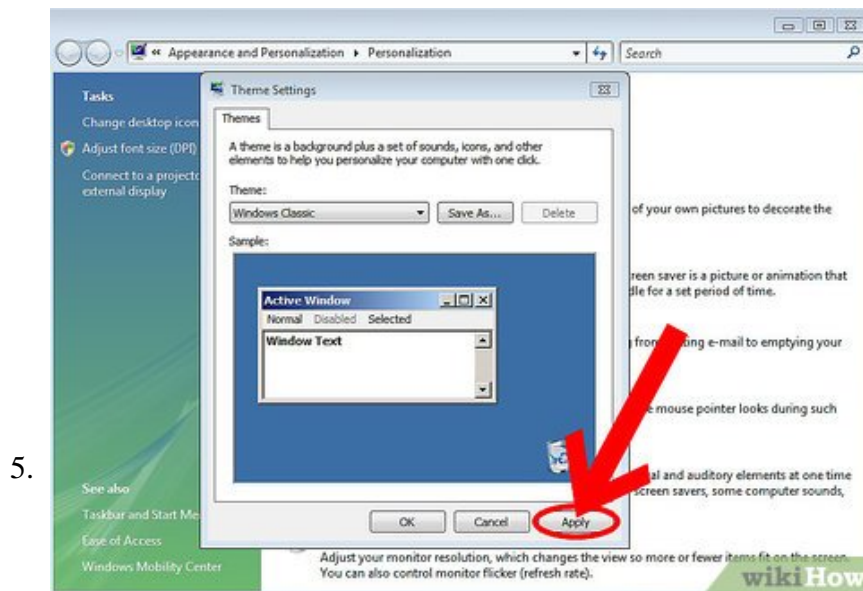 5.
« Appearance and Personalization Personalization
Search
Tasks
Change desktop icon
Adjust font size (DPI)
Connect to a
external display
See also
Taskbar and Start
Ease of Access
Windows Mobility Center
Theme Settings
Themes
A theme is a background plus a set of sounds, icons, and other
elements to help you personalize your computer with one click.
Theme:
Windows Classic
Save As...
Delete
Sample:
Active Window
Normal Disabled Selected
Window Text
OK
Cancel
Apply
of your own pictures to decorate the
screen saver is a picture or animation that
for a set period of time.
e-mail to emptying your
mouse pointer looks during such
and auditory elements at one time
screen savers, some computer sounds,
Adjust your monitor resolution, which changes the view so more or fewer items fit on the screen.
You can also control monitor flicker (refresh rate).
wikiHow